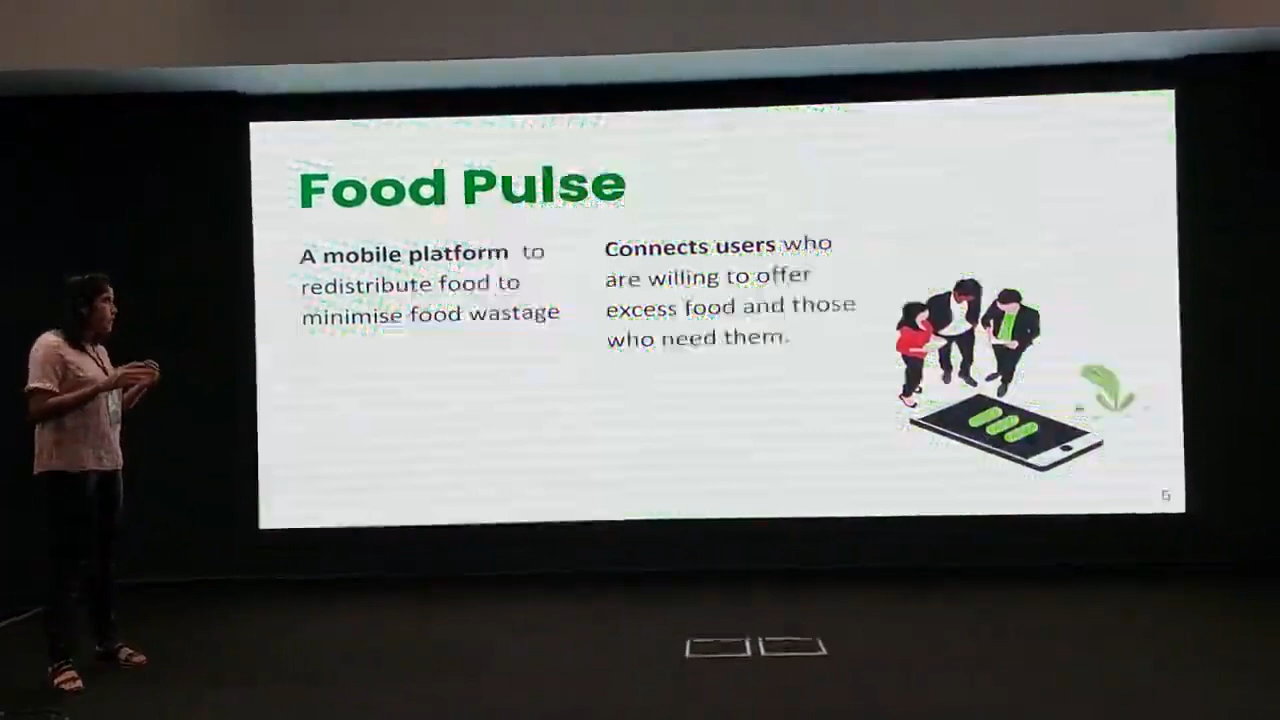 Food Pulse
A mobile platform to
redistribute food to
minimise food wastage
Connects users who
are willing to offer
excess food and those
who need them.